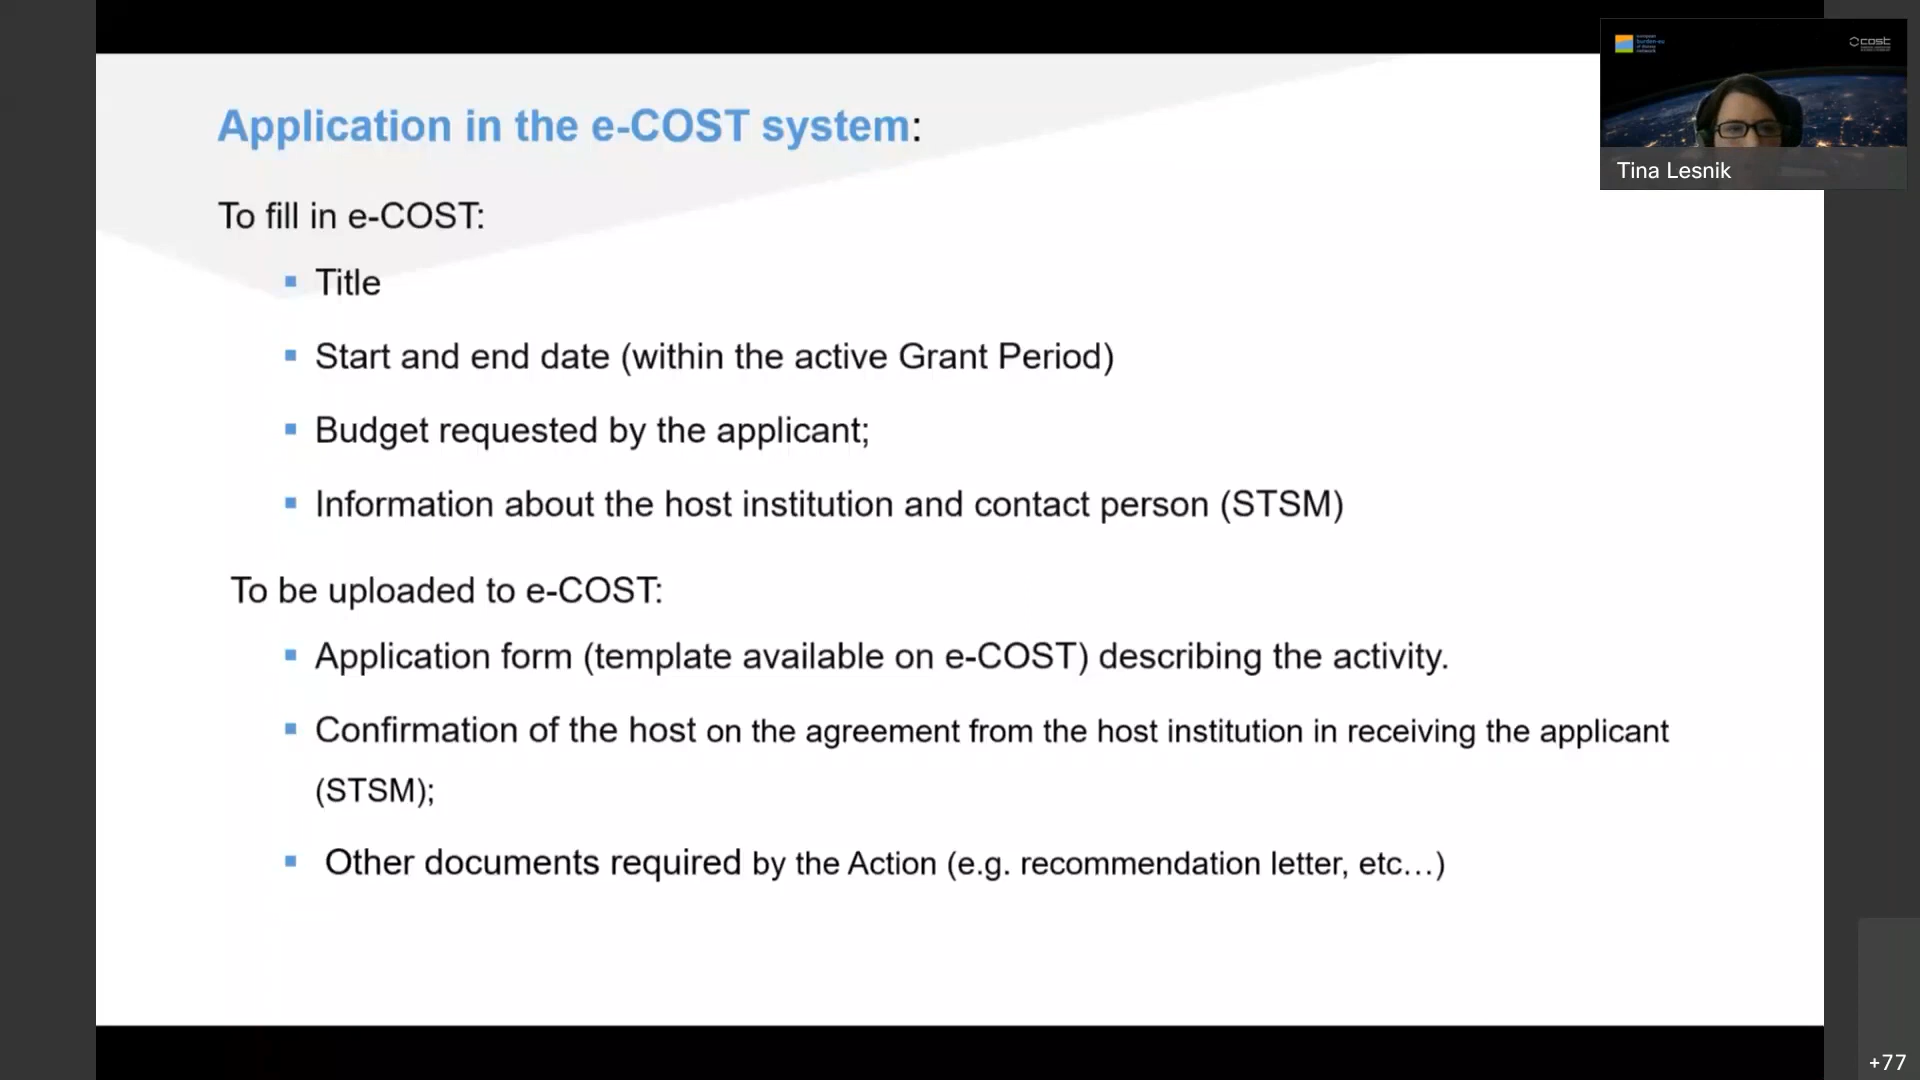 Application in the e-COST system:
To fill in e-COST:
Title
Start and end date (within the active Grant Period)
Budget requested by the applicant;
Information about the host institution and contact person (STSM)
To be uploaded to e-COST:
Application form (template available on e-COST) describing the activity.
Confirmation of the host on the agreement from the host institution in receiving the applicant
(STSM);
Other documents required by the Action (e.g. recommendation letter, etc…)
burden-eu
cost
Tina Lesnik
+77